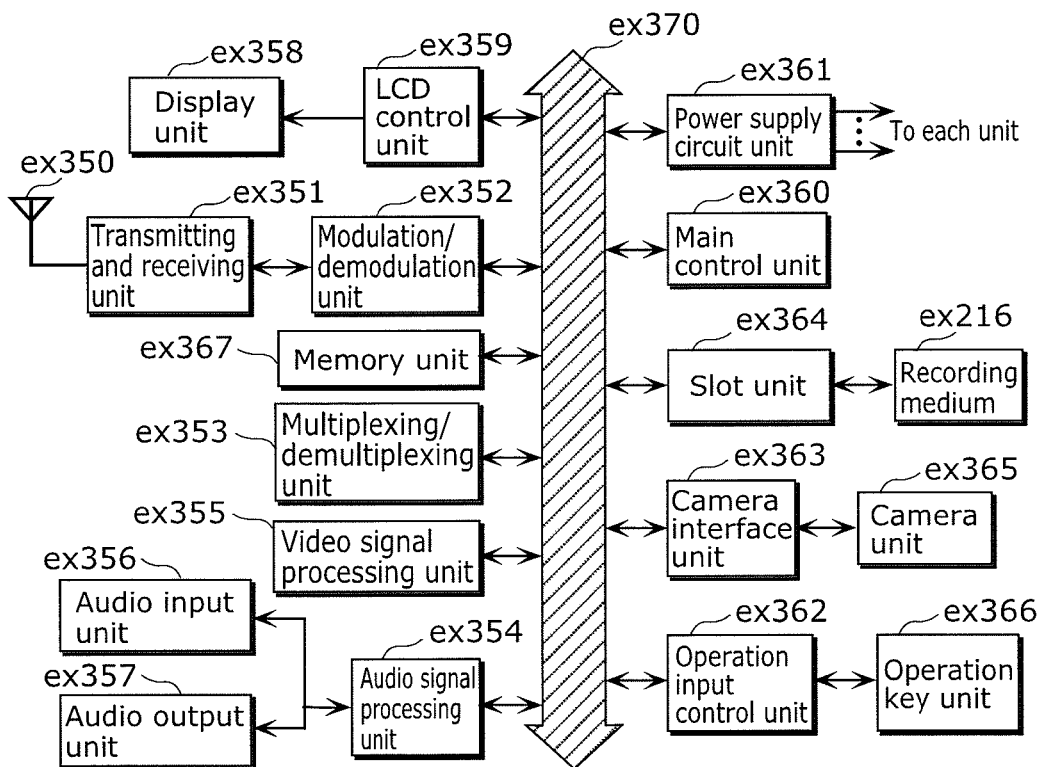 ex370
ex358
ex359
ex361
Display
unit
LCD
control
unit
Power supply
circuit unit
To each unit
ex350
ex351
ex352
ex360
Transmitting
and receiving
unit
Modulation/
demodulation
unit
Main
control unit
ex367
Memory unit
ex364
ex216
Slot unit
Recording
medium
ex353
Multiplexing/
demultiplexing
unit
ex363
ex365
Camera
interface
unit
Camera
unit
ex355
Video signal
processing unit
ex356
Audio input
unit
ex354
ex362
ex366
ex357
Audio output
unit
Audio signal
processing
unit
Operation
input
control unit
Operation
key unit